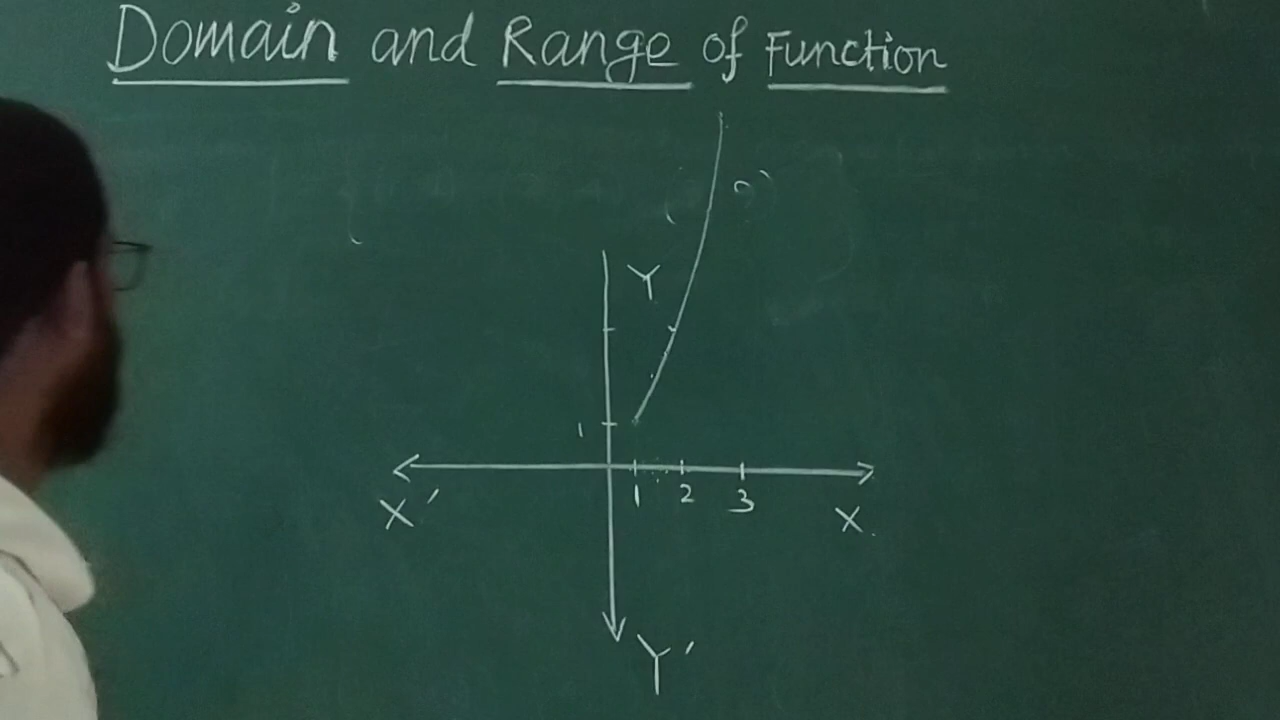 Domain and Range of Function
Y
1
1 2 3
X' X
Y'